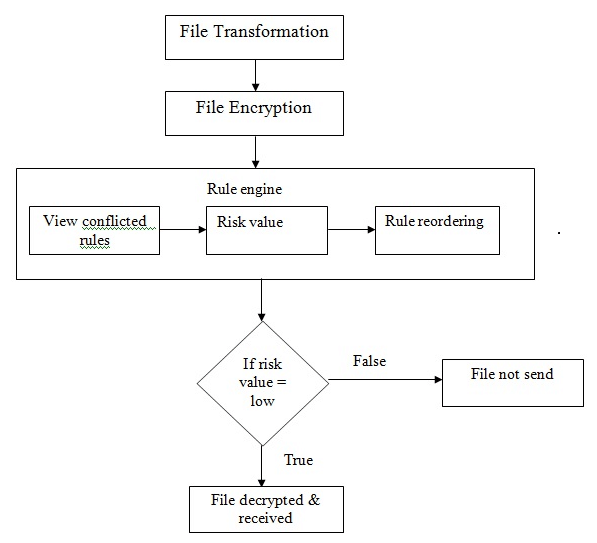 File Transformation
File Encryption
Rule engine
View conflicted
rules
Risk value
Rule reordering
If risk
value =
low
False
File not send
True
File decrypted &
received